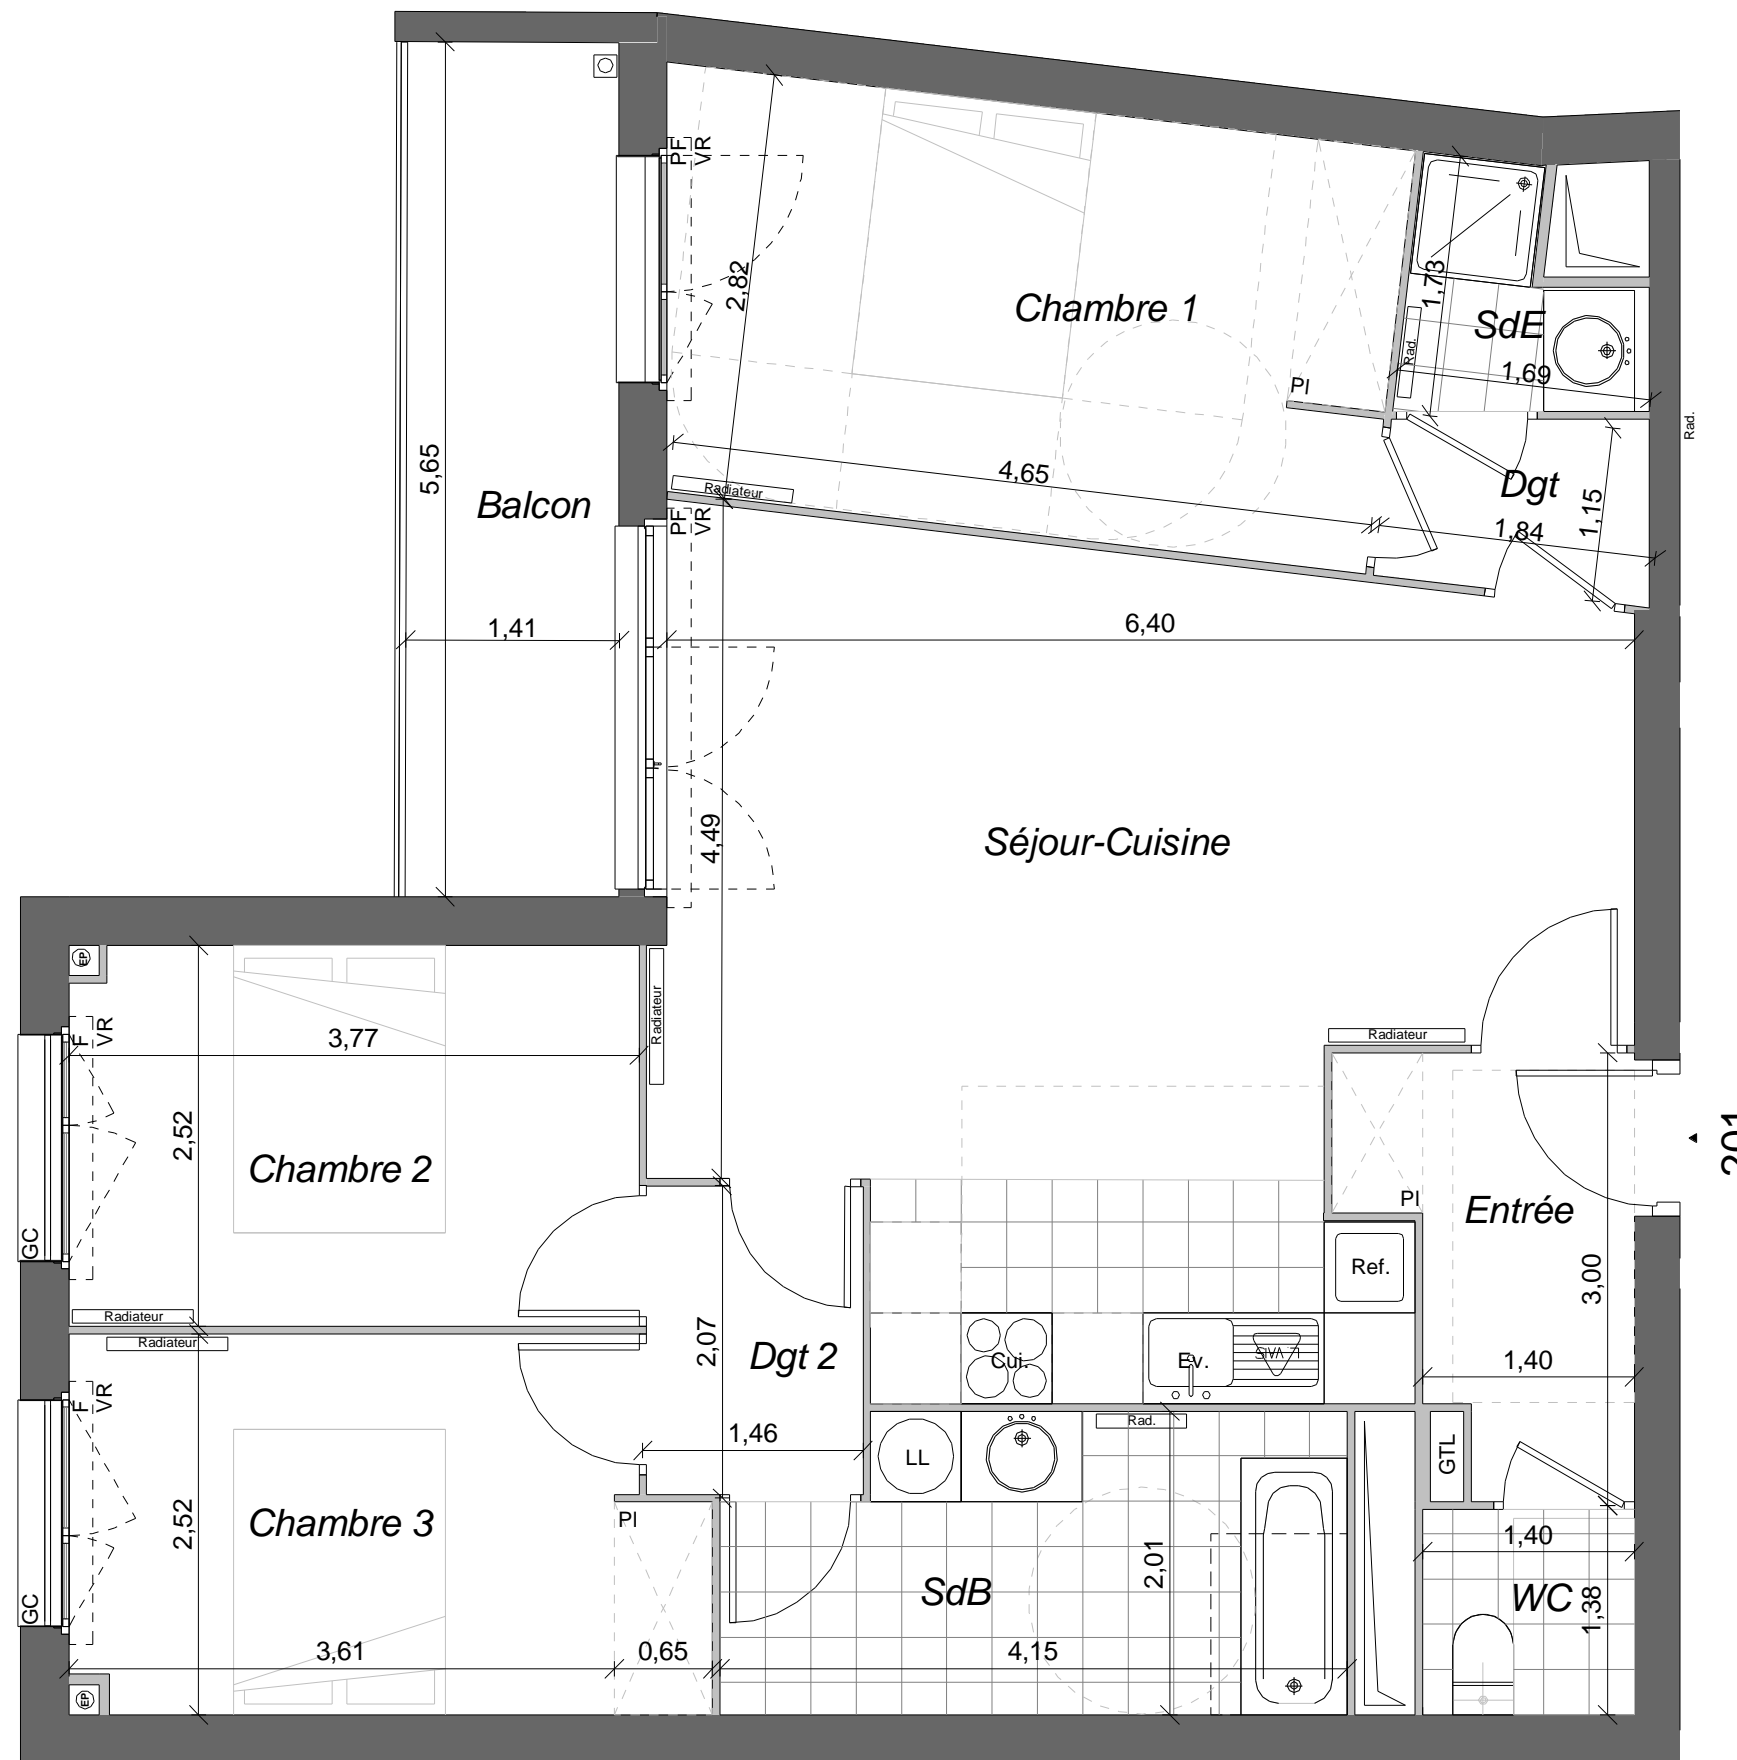 PF
VR
2,82
Chambre 1
1,73
SdE
Rad.
1,69
PI
Rad.
5,65
Balcon
4,65
Radiateur
Dgt
1,15
1,84
PF
VR
1,41
6,40
4,49
Séjour-Cuisine
EP
Radiateur
Radiateur
F
VR
3,77
2,52
Chambre 2
GC
PI
Entrée
201
Ref.
3,00
Radiateur
Radiateur
2,07
Dgt 2
Cui.
Ev.
L.VAIS
1,40
F
VR
1,46
Rad.
LL
GTL
2,52
Chambre 3
PI
GC
SdB
2,01
1,40
WC
1,38
3,61
0,65
4,15
EP